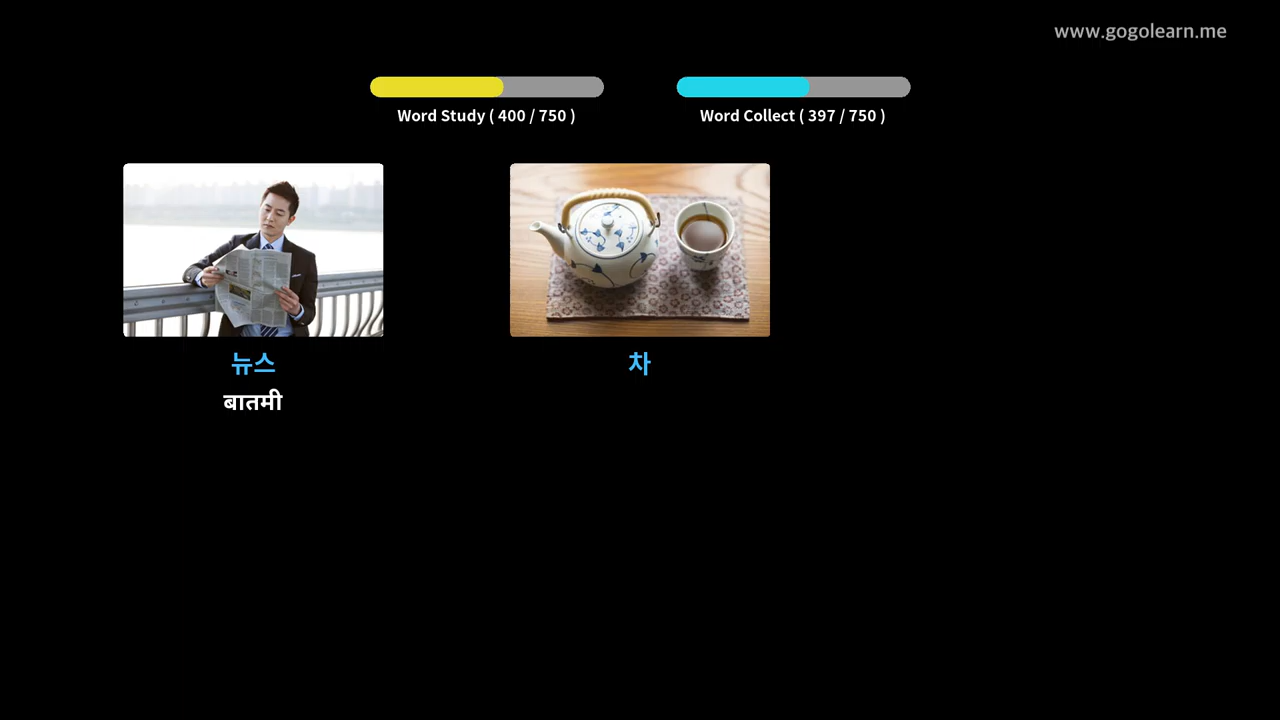 www.gogolearn.me
Word Study ( 400 / 750 )
Word Collect ( 397 / 750 )
뉴스
차
बातमी